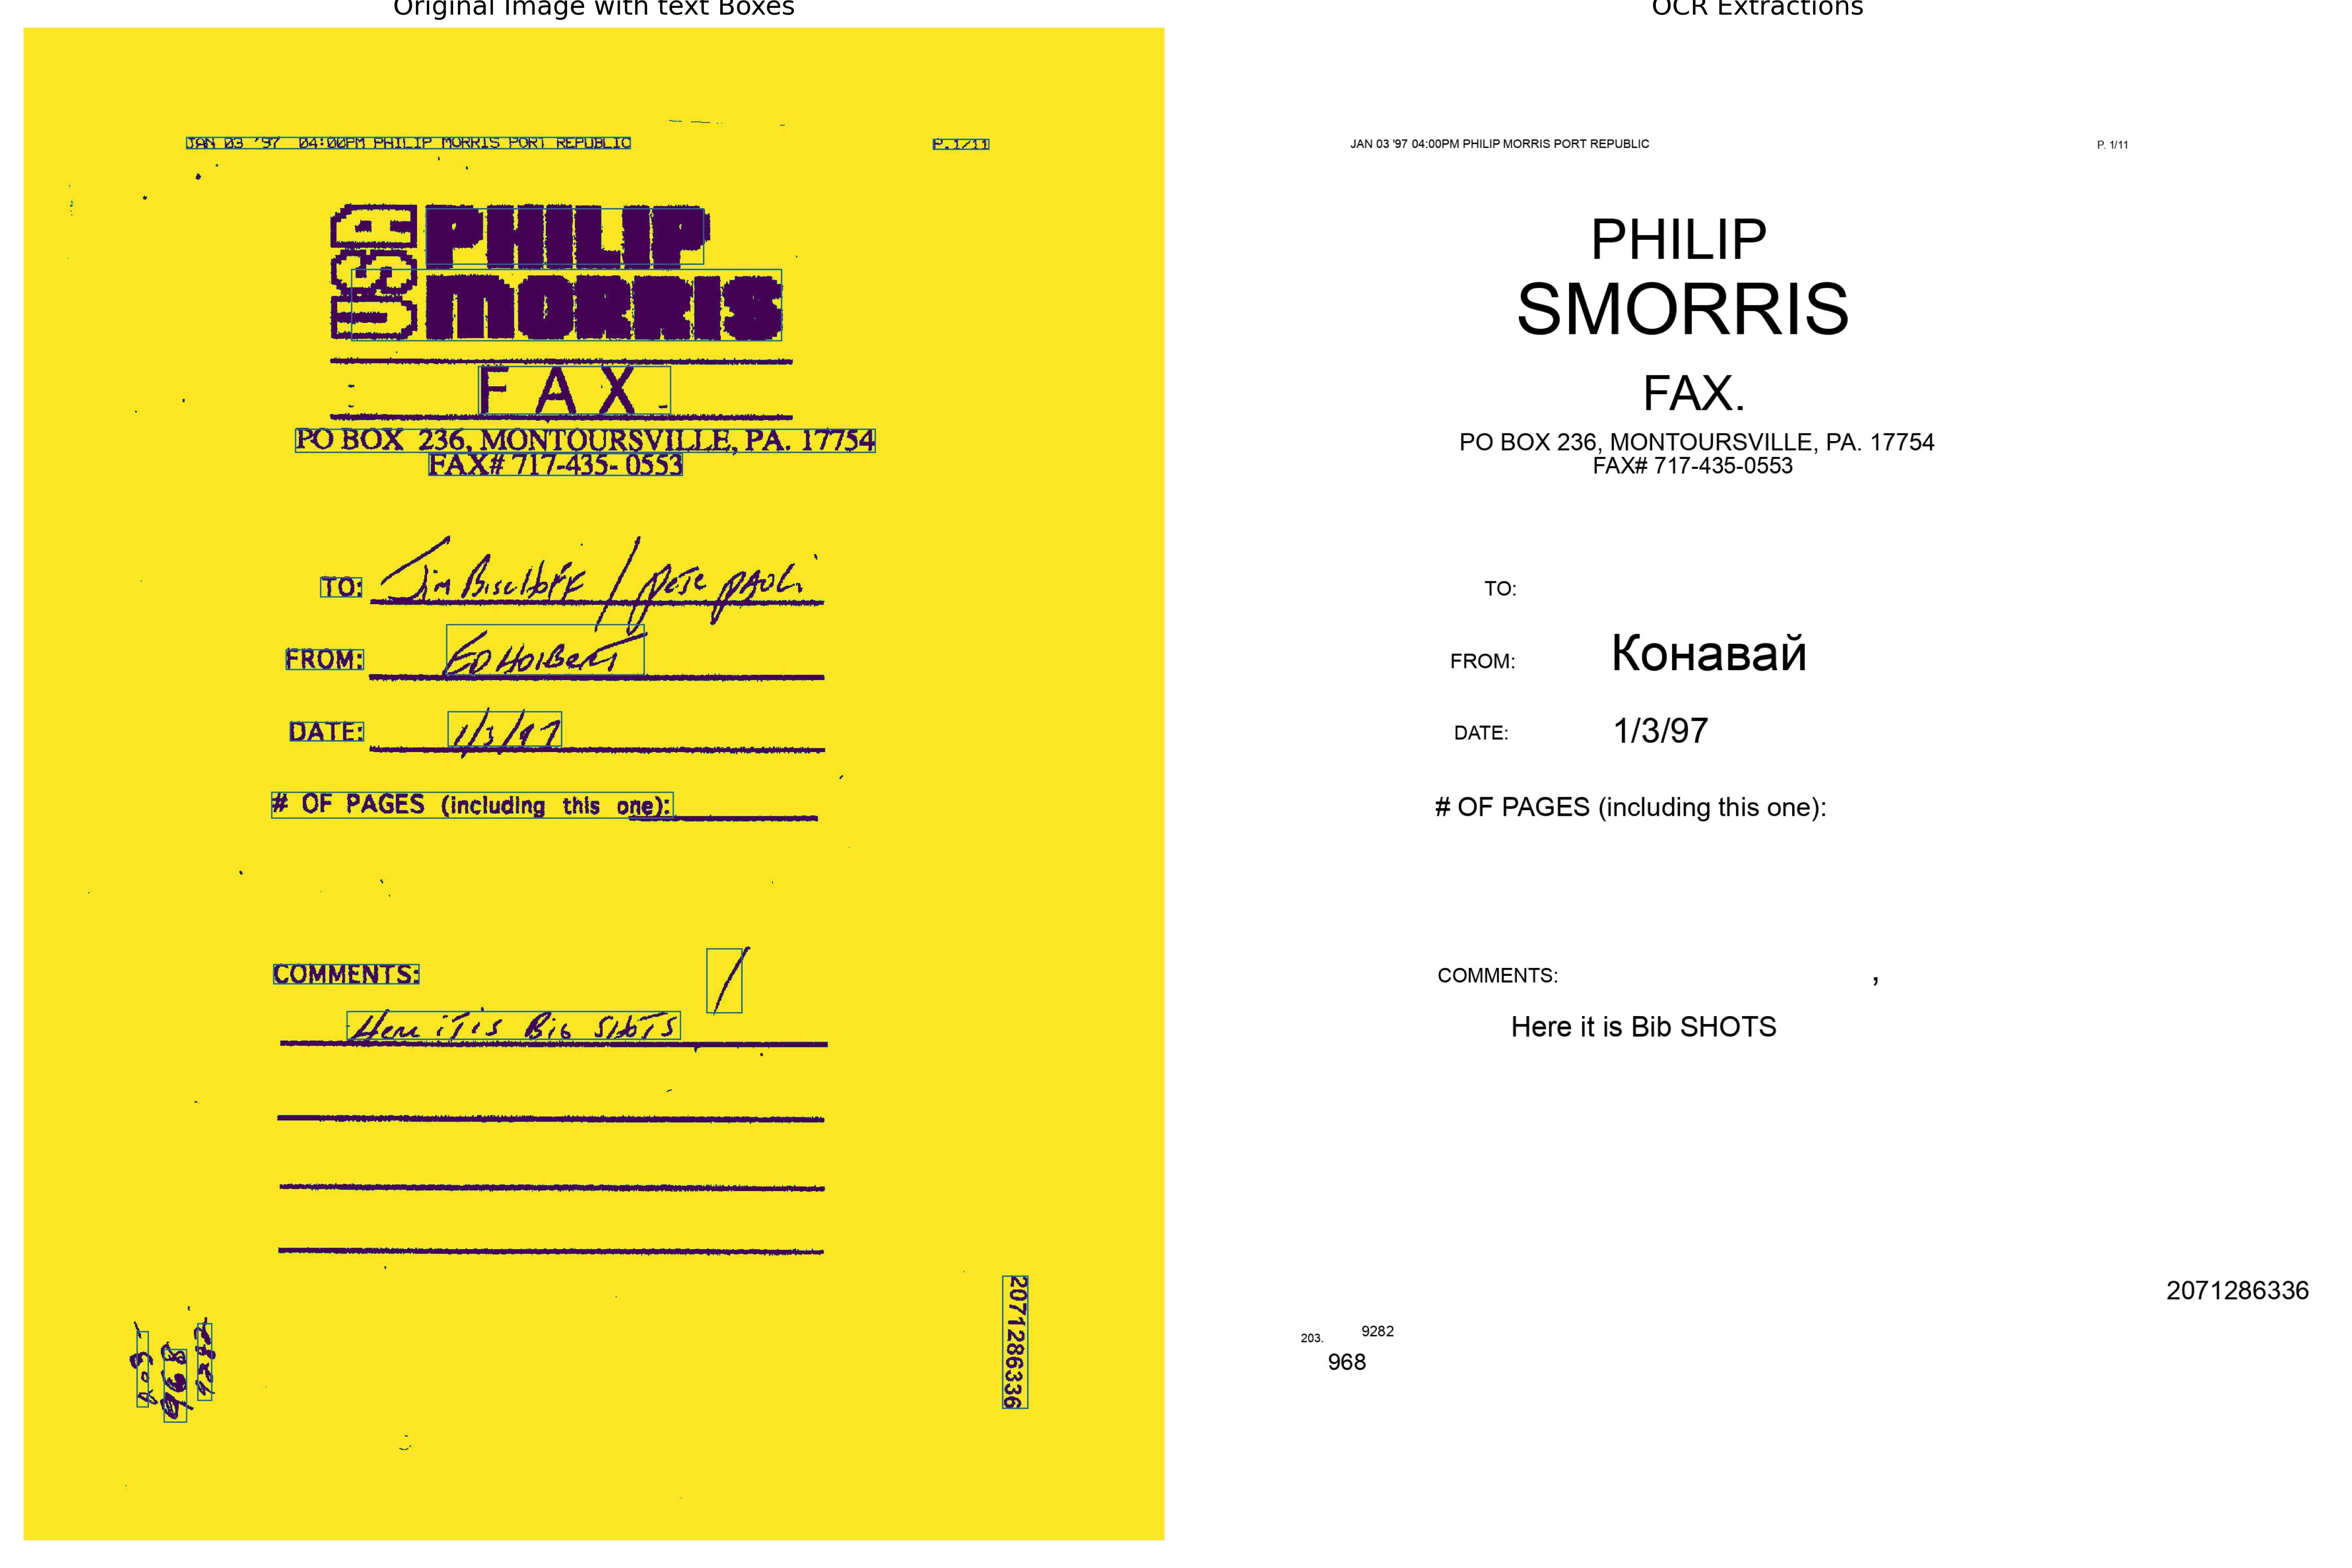 Original Image with text Boxes
JAN 03 '97 04:00PM PHILIP MORRIS PORT REPUBLIC P.1/11
USA
PHILIP
MORRIS
FAX
PO BOX 236, MONTOURSVILLE, PA. 17754
FAX# 717-435-0553
TO: Jim Bischoff / Pete Paoli
FROM: ED HOLBERT
DATE: 1/3/97
# OF PAGES (including this one):
COMMENTS: /
Here iT is Big SHOTS
2071286336
968
9282
OCR Extractions
JAN 03 '97 04:00PM PHILIP MORRIS PORT REPUBLIC P. 1/11
PHILIP
SMORRIS
FAX.
PO BOX 236, MONTOURSVILLE, PA. 17754
FAX# 717-435-0553
TO:
FROM: Конавай
DATE: 1/3/97
# OF PAGES (including this one):
COMMENTS: ,
Here it is Bib SHOTS
2071286336
203. 9282
968